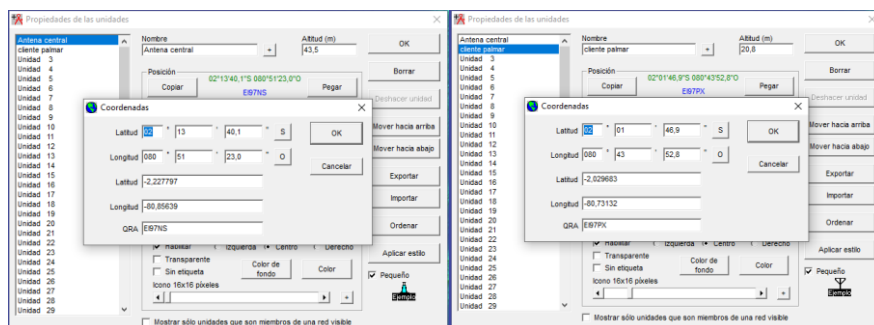 Propiedades de las unidades
Antena central
cliente palmar
Unidad 3
Unidad 4
Unidad 5
Unidad 6
Unidad 7
Unidad 8
Unidad 9
Unidad 10
Unidad 11
Unidad 12
Unidad 13
Unidad 14
Unidad 15
Unidad 16
Unidad 17
Unidad 18
Unidad 19
Unidad 20
Unidad 21
Unidad 22
Unidad 23
Unidad 24
Unidad 25
Unidad 26
Unidad 27
Unidad 28
Unidad 29
Nombre
Antena central
+
Altitud (m)
43,5
Posición
Copiar
02°13'40,1"S 080°51'23,0"O
EI97NS
Pegar
OK
Borrar
Deshacer unidad
Mover hacia arriba
Mover hacia abajo
Exportar
Importar
Ordenar
Aplicar estilo
Pequeño
Ejemplo
Coordenadas
Latitud 02 ° 13 ' 40,1 " S
Longitud 080 ° 51 ' 23,0 " O
Latitud -2,227797
Longitud -80,85639
QRA EI97NS
OK
Cancelar
Habilitar Izquierda Centro Derecho
Transparente
Sin etiqueta
Color de fondo
Color
Icono 16x16 píxeles
+
Mostrar sólo unidades que son miembros de una red visible
Propiedades de las unidades
Antena central
cliente palmar
Unidad 3
Unidad 4
Unidad 5
Unidad 6
Unidad 7
Unidad 8
Unidad 9
Unidad 10
Unidad 11
Unidad 12
Unidad 13
Unidad 14
Unidad 15
Unidad 16
Unidad 17
Unidad 18
Unidad 19
Unidad 20
Unidad 21
Unidad 22
Unidad 23
Unidad 24
Unidad 25
Unidad 26
Unidad 27
Unidad 28
Unidad 29
Nombre
cliente palmar
+
Altitud (m)
20,8
Posición
Copiar
02°01'46,9"S 080°43'52,8"O
EI97PX
Pegar
OK
Borrar
Deshacer unidad
Mover hacia arriba
Mover hacia abajo
Exportar
Importar
Ordenar
Aplicar estilo
Pequeño
Ejemplo
Coordenadas
Latitud 02 ° 01 ' 46,9 " S
Longitud 080 ° 43 ' 52,8 " O
Latitud -2,029683
Longitud -80,73132
QRA EI97PX
OK
Cancelar
Habilitar Izquierda Centro Derecho
Transparente
Sin etiqueta
Color de fondo
Color
Icono 16x16 píxeles
+
Mostrar sólo unidades que son miembros de una red visible